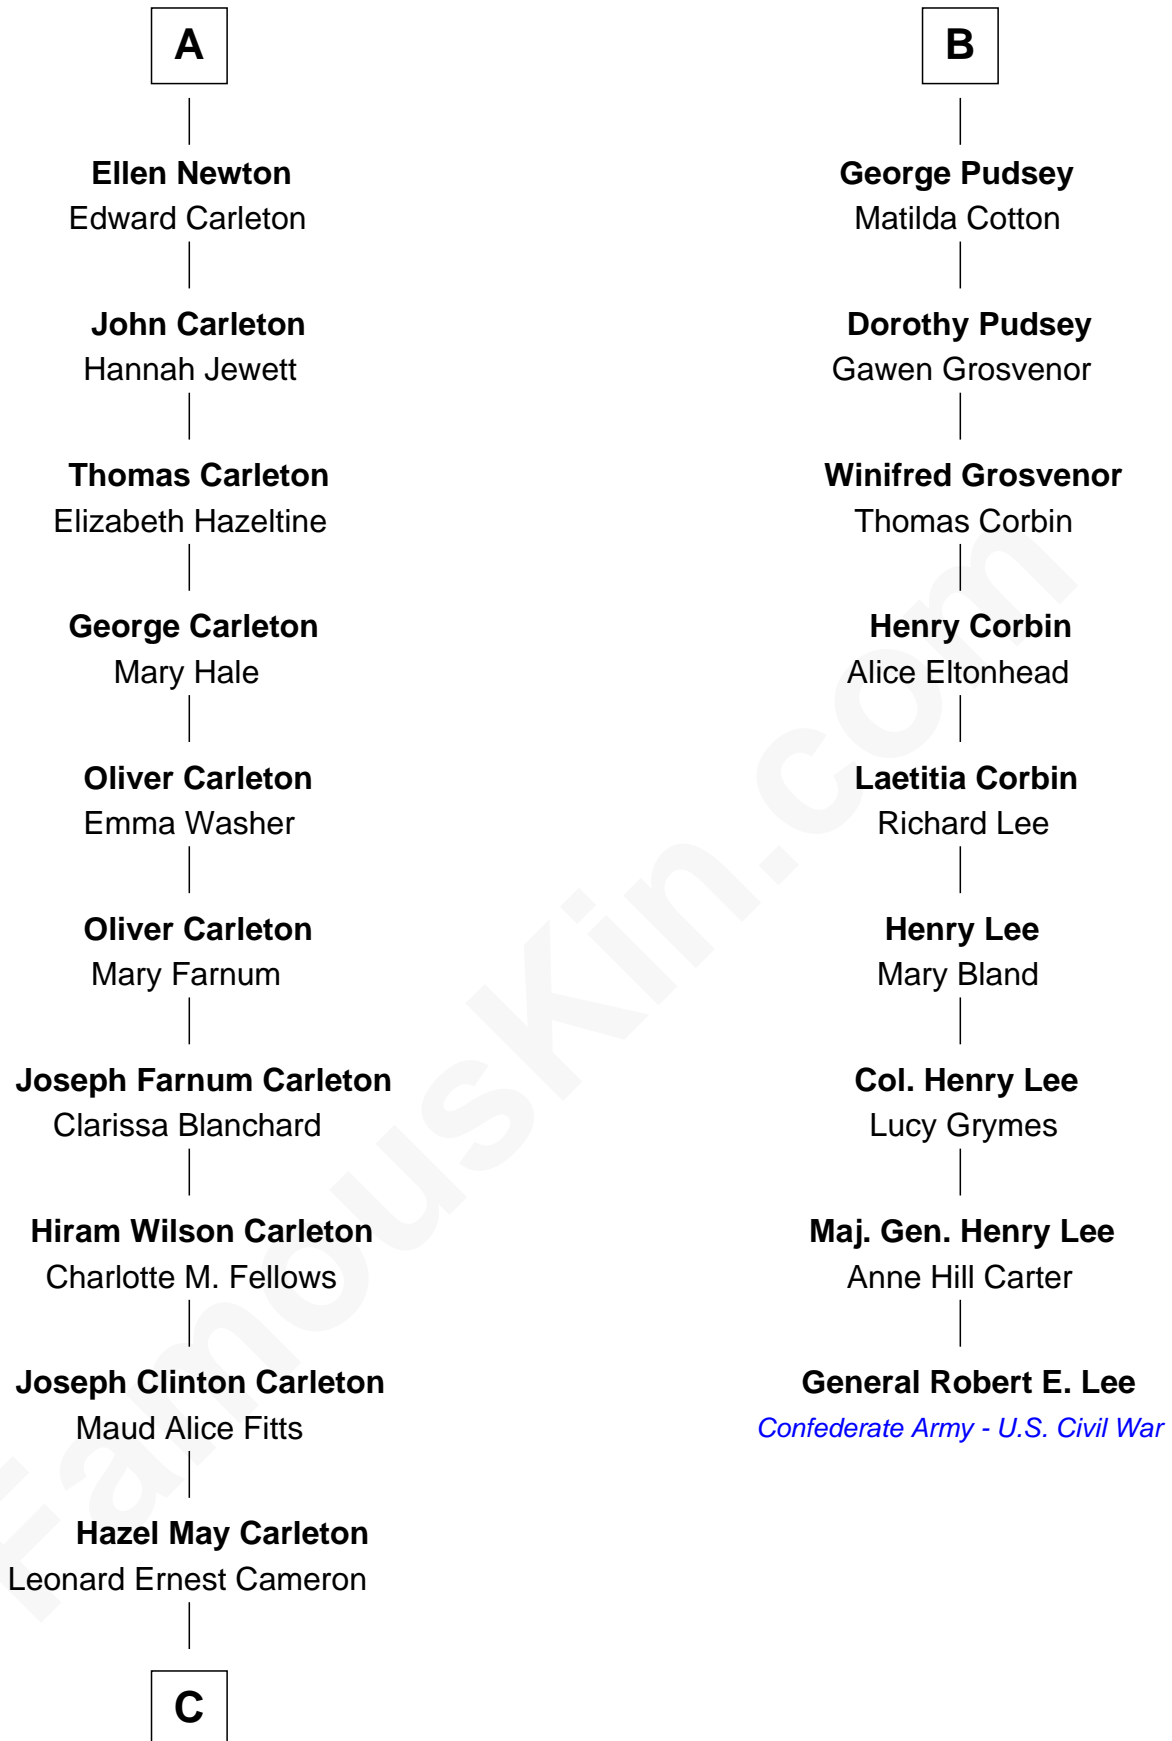 A
Ellen Newton
Edward Carleton
John Carleton
Hannah Jewett
Thomas Carleton
Elizabeth Hazeltine
George Carleton
Mary Hale
Oliver Carleton
Emma Washer
Oliver Carleton
Mary Farnum
Joseph Farnum Carleton
Clarissa Blanchard
Hiram Wilson Carleton
Charlotte M. Fellows
Joseph Clinton Carleton
Maud Alice Fitts
Hazel May Carleton
Leonard Ernest Cameron
C
B
George Pudsey
Matilda Cotton
Dorothy Pudsey
Gawen Grosvenor
Winifred Grosvenor
Thomas Corbin
Henry Corbin
Alice Eltonhead
Laetitia Corbin
Richard Lee
Henry Lee
Mary Bland
Col. Henry Lee
Lucy Grymes
Maj. Gen. Henry Lee
Anne Hill Carter
General Robert E. Lee
Confederate Army - U.S. Civil War
FamousKin.com